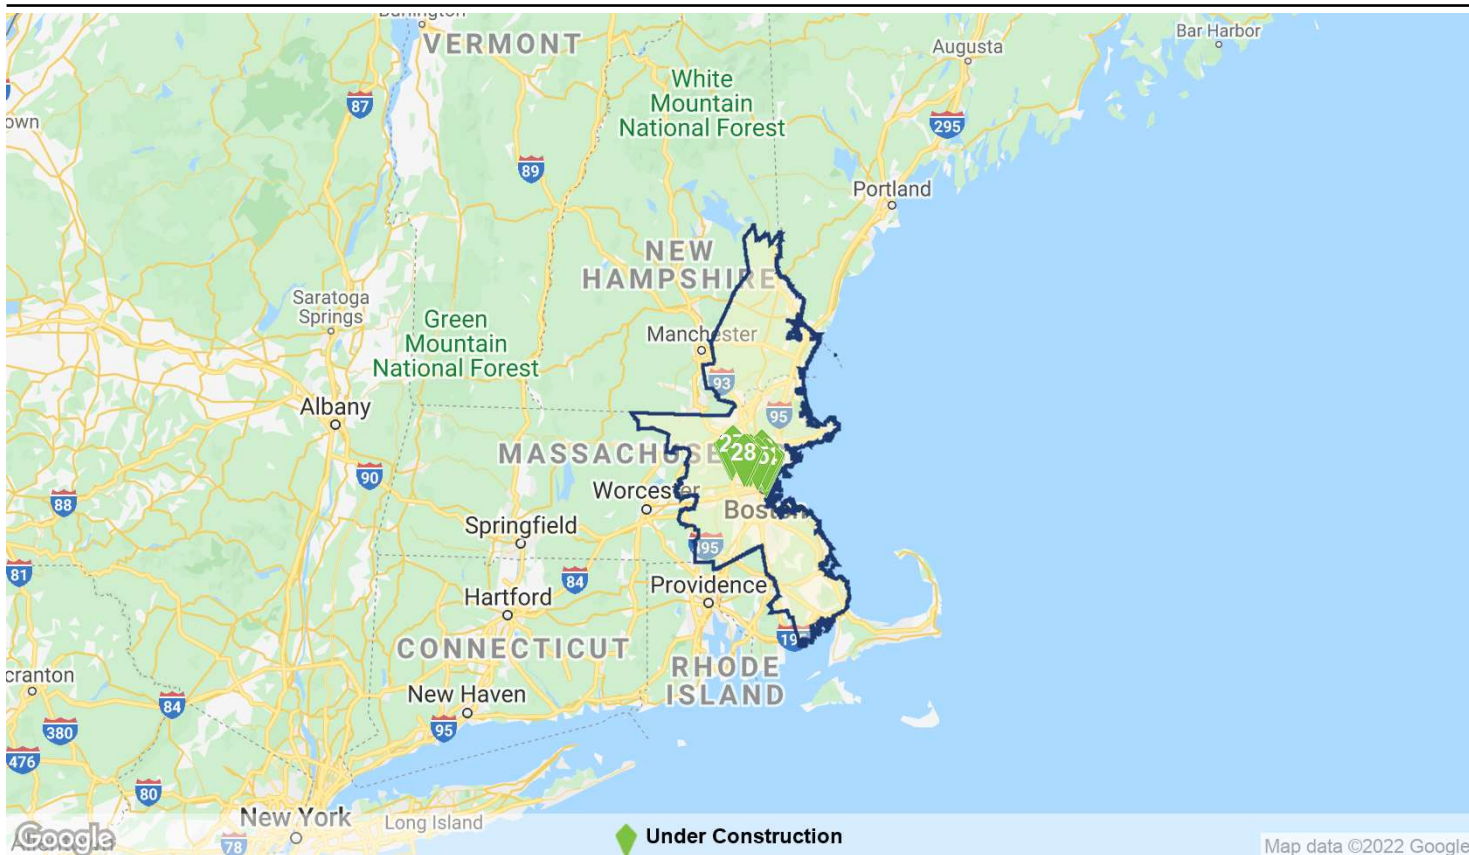 VERMONT
Augusta
Bar Harbor
White
Mountain
National Forest
87
own
295
89
Portland
NEW
HAMPSHIRE
Saratoga
Springs
Green
Mountain
National Forest
Manchester
93
Albany
95
28
MASSACHUSE
90
88
Worcester
Boston
Springfield
95
81
84
Providence
Hartford
19
CONNECTICUT
RHODE
ISLAND
cranton
New Haven
84
95
380
476
80
New York
Long Island
Google
78
Under Construction
Map data ©2022 Google